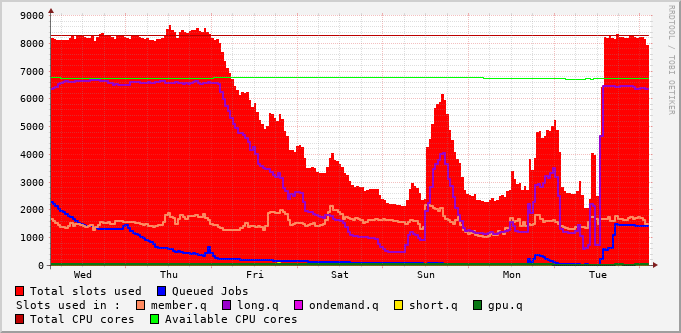 9000
8000
7000
6000
5000
4000
3000
2000
1000
0
Wed Thu Fri Sat Sun Mon Tue
RRDTOOL / TOBI OETIKER
Total slots used Queued Jobs
Slots used in : member.q long.q ondemand.q short.q gpu.q
Total CPU cores Available CPU cores